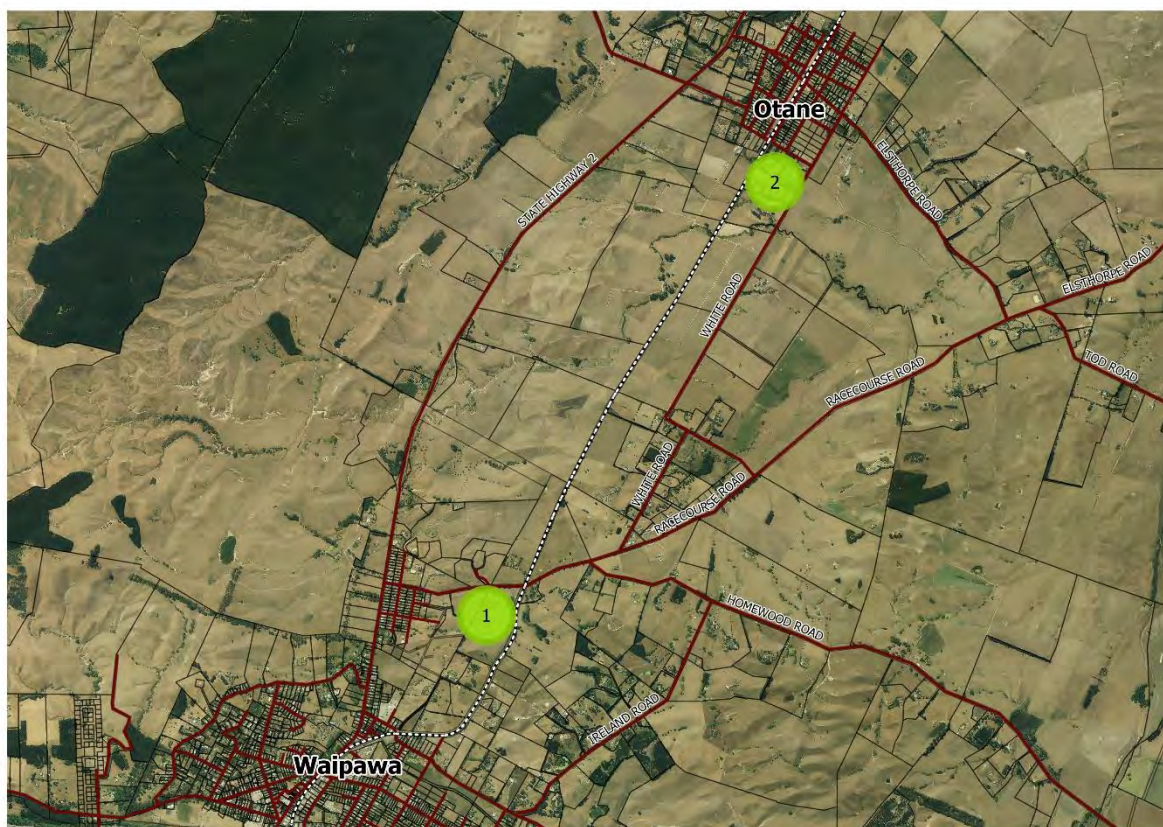 Otane
2
ELSTHORPE ROAD
STATE HIGHWAY 2
ELSTHORPE ROAD
WHITE ROAD
TOD ROAD
RACECOURSE ROAD
WHITE ROAD
RACECOURSE ROAD
1
HOMEWOOD ROAD
IRELAND ROAD
Waipawa